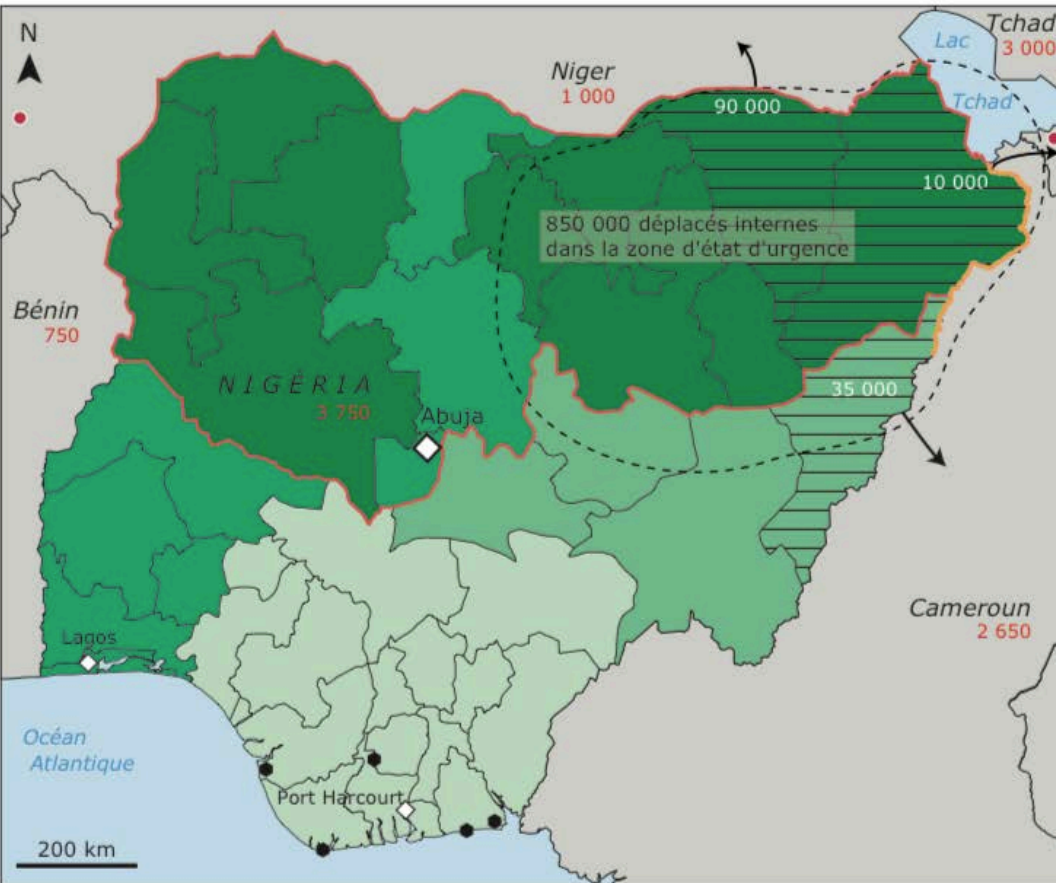 N
Tchad
3 000
Lac
Tchad
Niger
1 000
90 000
10 000
850 000 déplacés internes
dans la zone d'état d'urgence
Bénin
750
NIGÉRIA
3 750
Abuja
35 000
Cameroun
2 650
Lagos
Océan
Atlantique
Port Harcourt
200 km